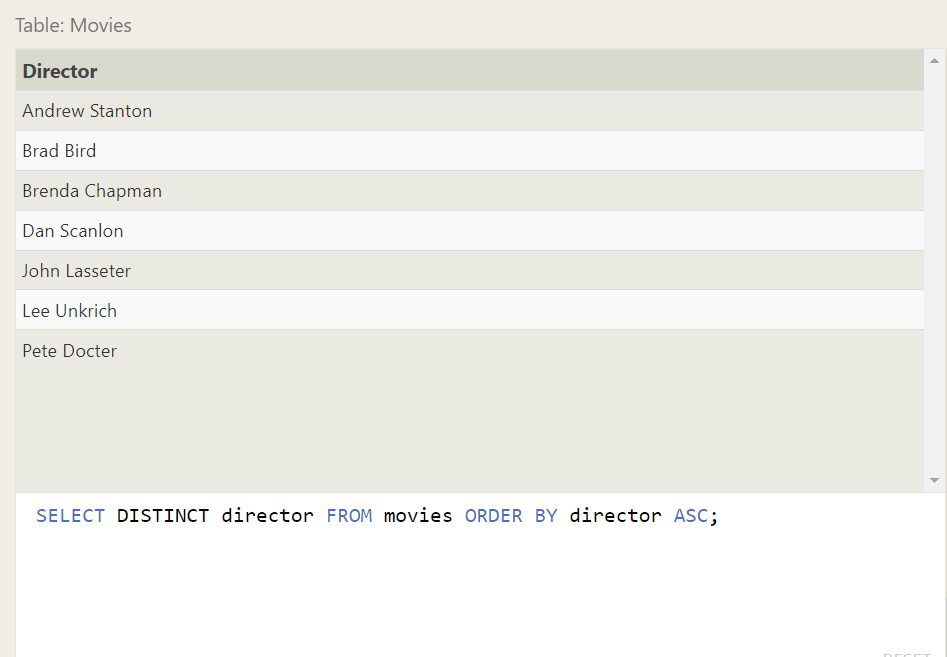 Table: Movies
Director
Andrew Stanton
Brad Bird
Brenda Chapman
Dan Scanlon
John Lasseter
Lee Unkrich
Pete Docter
SELECT DISTINCT director FROM movies ORDER BY director ASC;
RESET